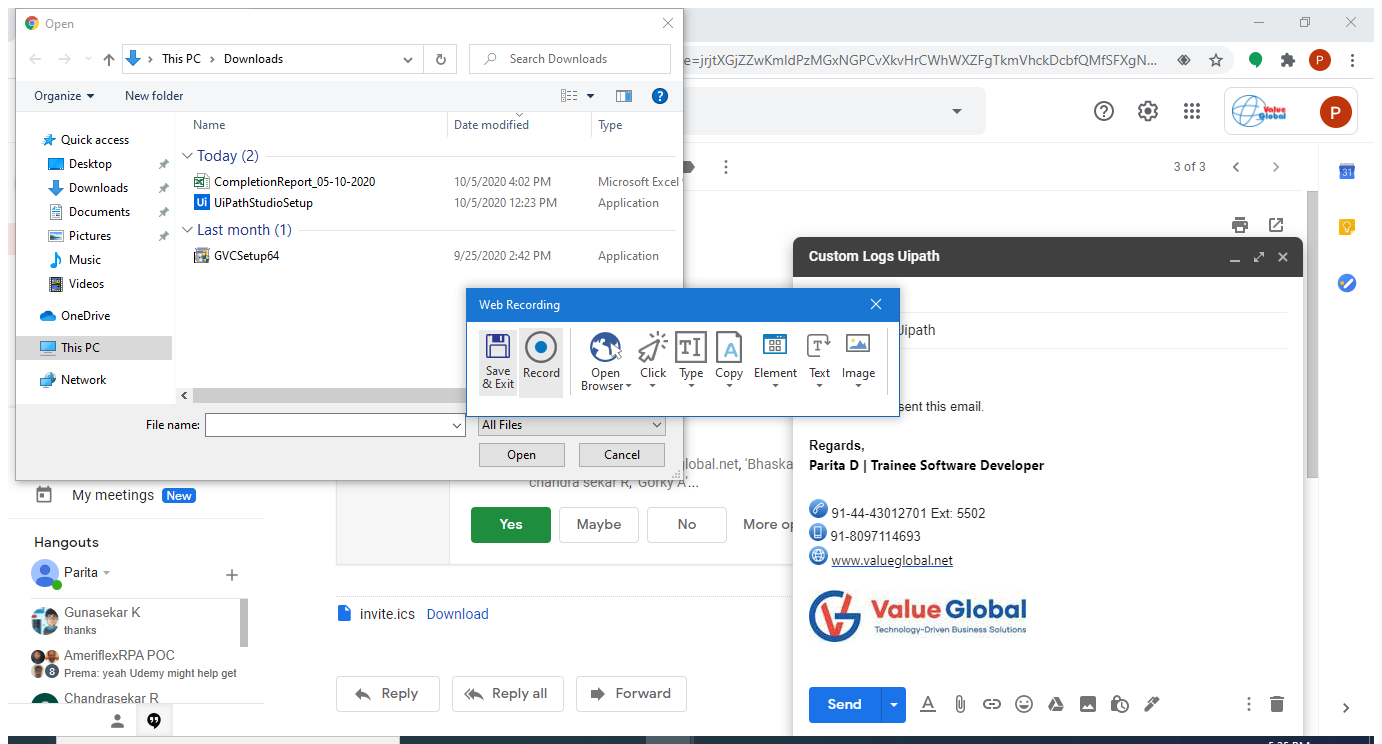 Open
This PC
Downloads
Search Downloads
e=jrjtXGjZZwKmIdPzMGxNGPCvXkvHrCWhWXZFgTkmVhckDcbfQMfSFXgN...
P
Organize
New folder
?
Value
Global
P
Name
Date modified
Type
Quick access
Desktop
Downloads
Documents
Pictures
Music
Videos
OneDrive
This PC
Network
Today (2)
CompletionReport_05-10-2020
10/5/2020 4:02 PM
Microsoft Excel
Ui
UiPathStudioSetup
10/5/2020 12:23 PM
Application
Last month (1)
GVCSetup64
9/25/2020 2:42 PM
Application
3 of 3
31
File name:
All Files
Open
Cancel
Web Recording
Save
& Exit
Record
Open
Browser
Click
Type
Copy
Element
Text
Image
Custom Logs Uipath
Uipath
sent this email.
Regards,
Parita D | Trainee Software Developer
91-44-43012701 Ext: 5502
91-8097114693
www.valueglobal.net
Value Global
Technology-Driven Business Solutions
Send
lobal.net, 'Bhaska
chandra sekar R, 'Gorky A'...
Yes
Maybe
No
More op
My meetings
New
Hangouts
Parita
Gunasekar K
thanks
AmeriflexRPA POC
8
Prema: yeah Udemy might help get
Chandrasekar R
invite.ics
Download
Reply
Reply all
Forward